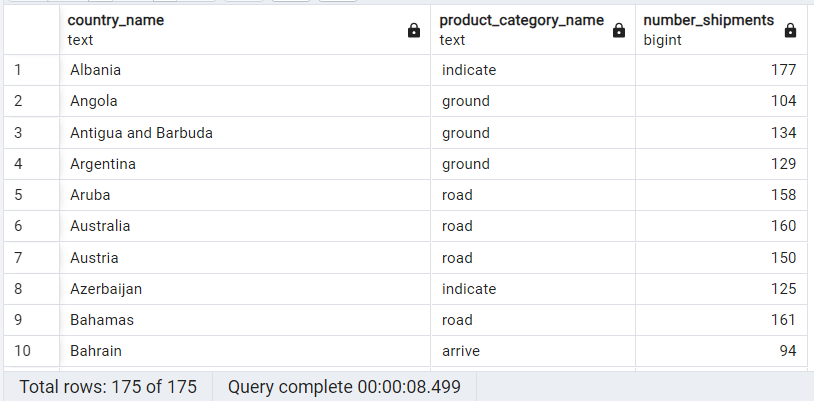 country_name product_category_name number_shipments
text text bigint
1 Albania indicate 177
2 Angola ground 104
3 Antigua and Barbuda ground 134
4 Argentina ground 129
5 Aruba road 158
6 Australia road 160
7 Austria road 150
8 Azerbaijan indicate 125
9 Bahamas road 161
10 Bahrain arrive 94
Total rows: 175 of 175 Query complete 00:00:08.499